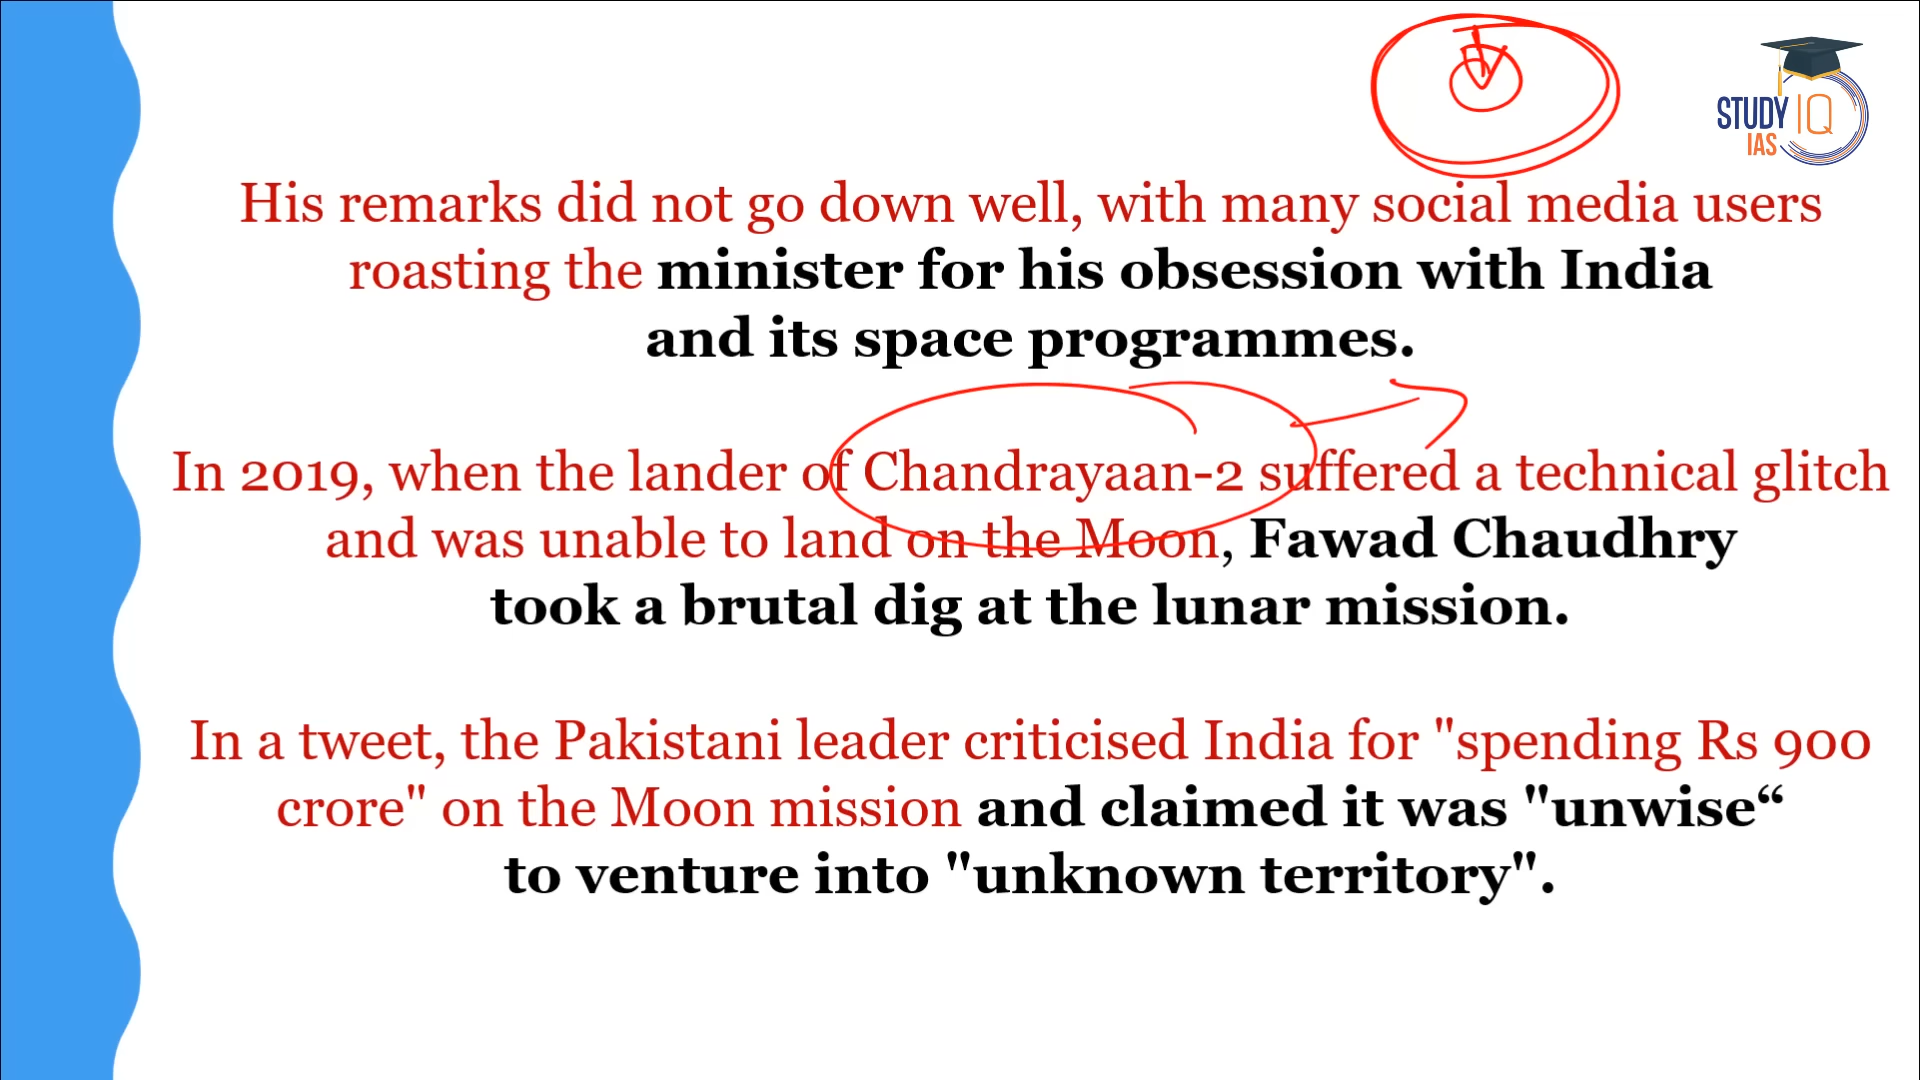 STUDY IQ
IAS
His remarks did not go down well, with many social media users
roasting the minister for his obsession with India
and its space programmes.
In 2019, when the lander of Chandrayaan-2 suffered a technical glitch
and was unable to land on the Moon, Fawad Chaudhry
took a brutal dig at the lunar mission.
In a tweet, the Pakistani leader criticised India for "spending Rs 900
crore" on the Moon mission and claimed it was "unwise“
to venture into "unknown territory".